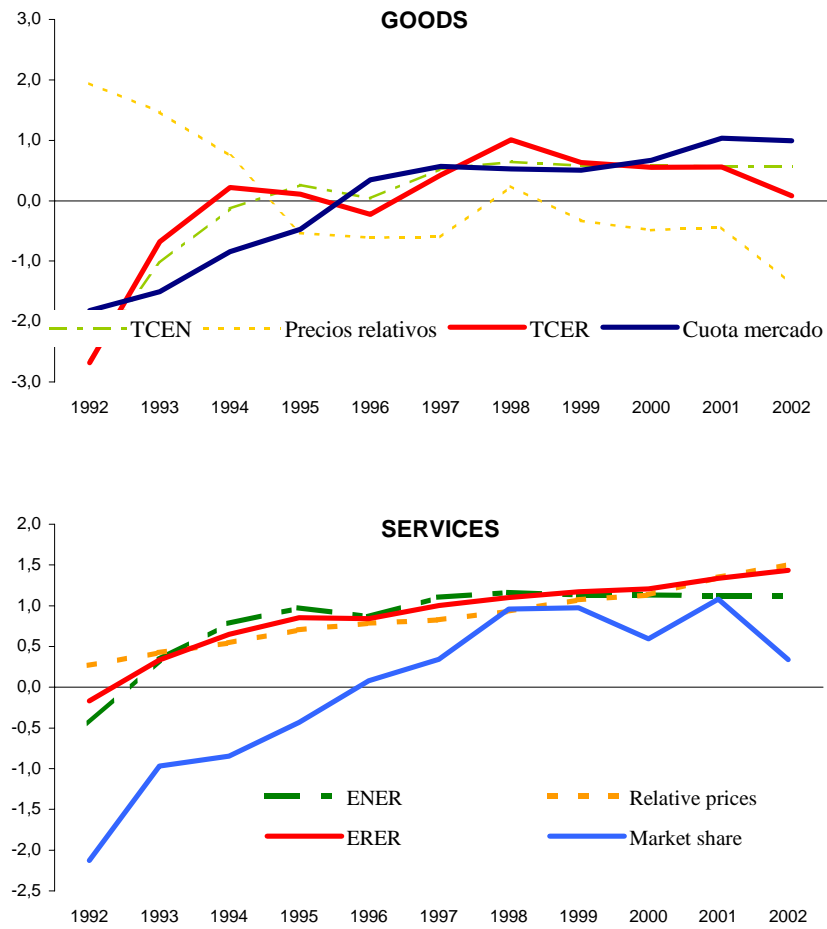 GOODS
3,0
2,0
1,0
0,0
-1,0
-2,0
-3,0
TCEN Precios relativos TCER Cuota mercado
1992 1993 1994 1995 1996 1997 1998 1999 2000 2001 2002
SERVICES
2,0
1,5
1,0
0,5
0,0
-0,5
-1,0
-1,5
-2,0
-2,5
ENER Relative prices
ERER Market share
1992 1993 1994 1995 1996 1997 1998 1999 2000 2001 2002